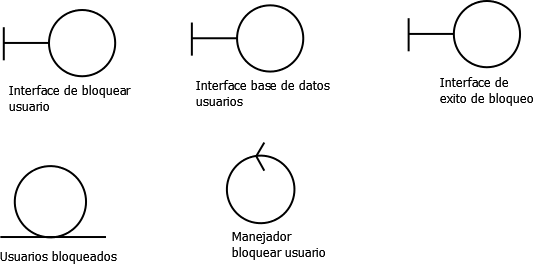 Interface de bloquear
usuario
Interface base de datos
usuarios
Interface de
exito de bloqueo
Usuarios bloqueados
Manejador
bloquear usuario